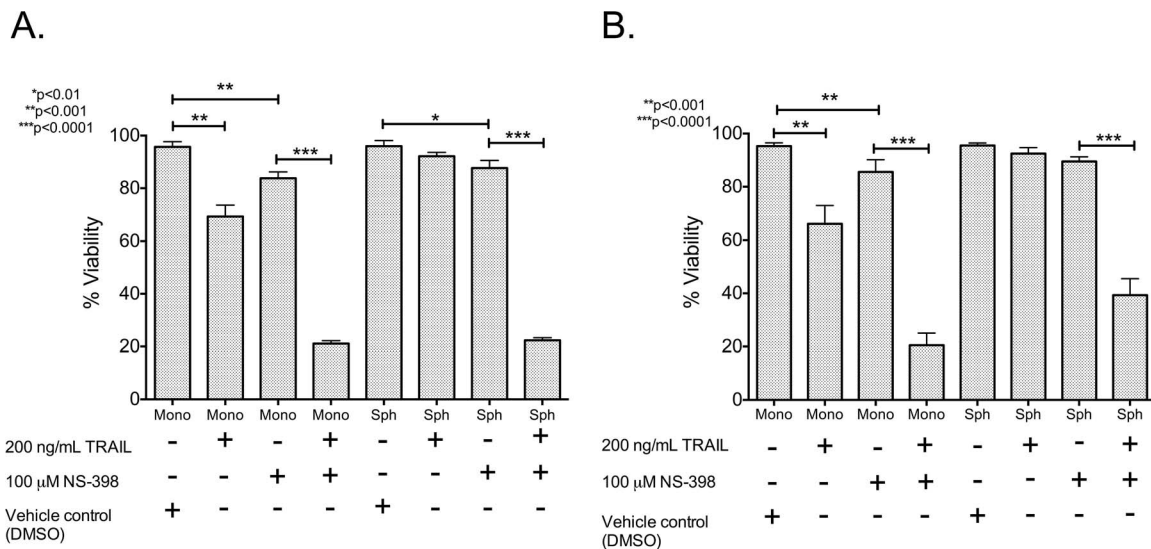 A.
*p<0.01
**p<0.001
***p<0.0001
**
**
***
*
***
100
80
60
40
20
0
% Viability
Mono Mono Mono Mono Sph Sph Sph Sph
200 ng/mL TRAIL - + - + - + - +
100 μM NS-398 - - + + - - + +
Vehicle control + - - - + - - -
(DMSO)
B.
**p<0.001
***p<0.0001
**
**
***
***
100
80
60
40
20
0
% Viability
Mono Mono Mono Mono Sph Sph Sph Sph
200 ng/mL TRAIL - + - + - + - +
100 μM NS-398 - - + + - - + +
Vehicle control + - - - + - - -
(DMSO)